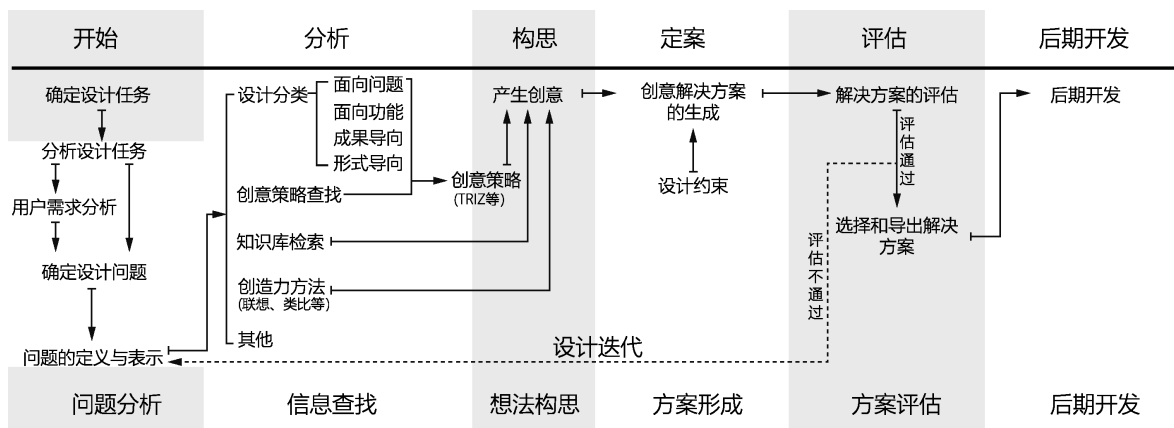 开始
分析
构思
定案
评估
后期开发
确定设计任务
分析设计任务
用户需求分析
确定设计问题
问题的定义与表示
设计分类
面向问题
面向功能
成果导向
形式导向
创意策略查找
知识库检索
创造力方法
(联想、类比等)
其他
产生创意
创意策略
(TRIZ等)
创意解决方案
的生成
设计约束
解决方案的评估
评估通过
选择和导出解决
方案
评估不通过
后期开发
设计迭代
问题分析
信息查找
想法构思
方案形成
方案评估
后期开发